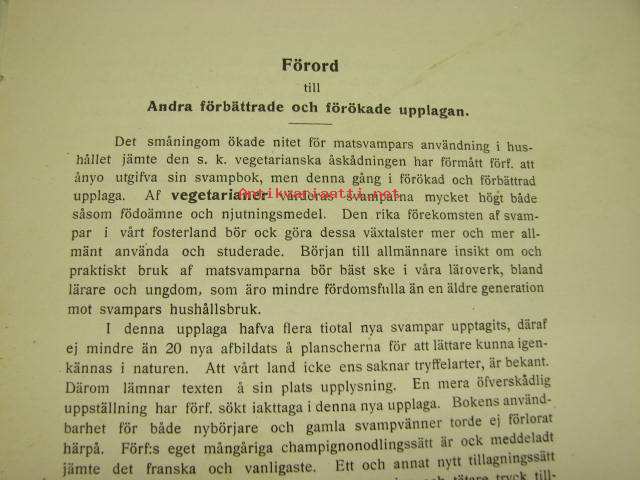 Förord
till
Andra förbättrade och förökade upplagan.
Det småningom ökade nitet för matsvampars användning i hus-
hållet jämte den s. k. vegetarianska åskådningen har förmått förf. att
ånyo utgifva sin svampbok, men denna gång i förökad och förbättrad
upplaga. Af vegetarianer värderas svamparna mycket högt både
Antikvariaatti.net
såsom födoämne och njutningsmedel. Den rika förekomsten af svam-
par i vårt fosterland bör ock göra dessa växtalster mer och mer all-
mänt använda och studerade. Början till allmännare insikt om och
praktiskt bruk af matsvamparna bör bäst ske i våra läroverk, bland
lärare och ungdom, som äro mindre fördomsfulla än en äldre generation
mot svampars hushållsbruk.
I denna upplaga hafva flera tiotal nya svampar upptagits, däraf
ej mindre än 20 nya afbildats å planscherna för att lättare kunna igen-
kännas i naturen. Att vårt land icke ens saknar tryffelarter, är bekant.
Därom lämnar texten å sin plats upplysning. En mera öfverskådlig
uppställning har förf. sökt iakttaga i denna nya upplaga. Bokens använd-
barhet för både nybörjare och gamla svampvänner torde ej förlorat
härpå. Förf:s eget mångåriga champignonodlingssätt är ock meddeladt
jämte det franska och vanligaste. Ett och annat nytt tillagningssätt
och tätare tryck till-